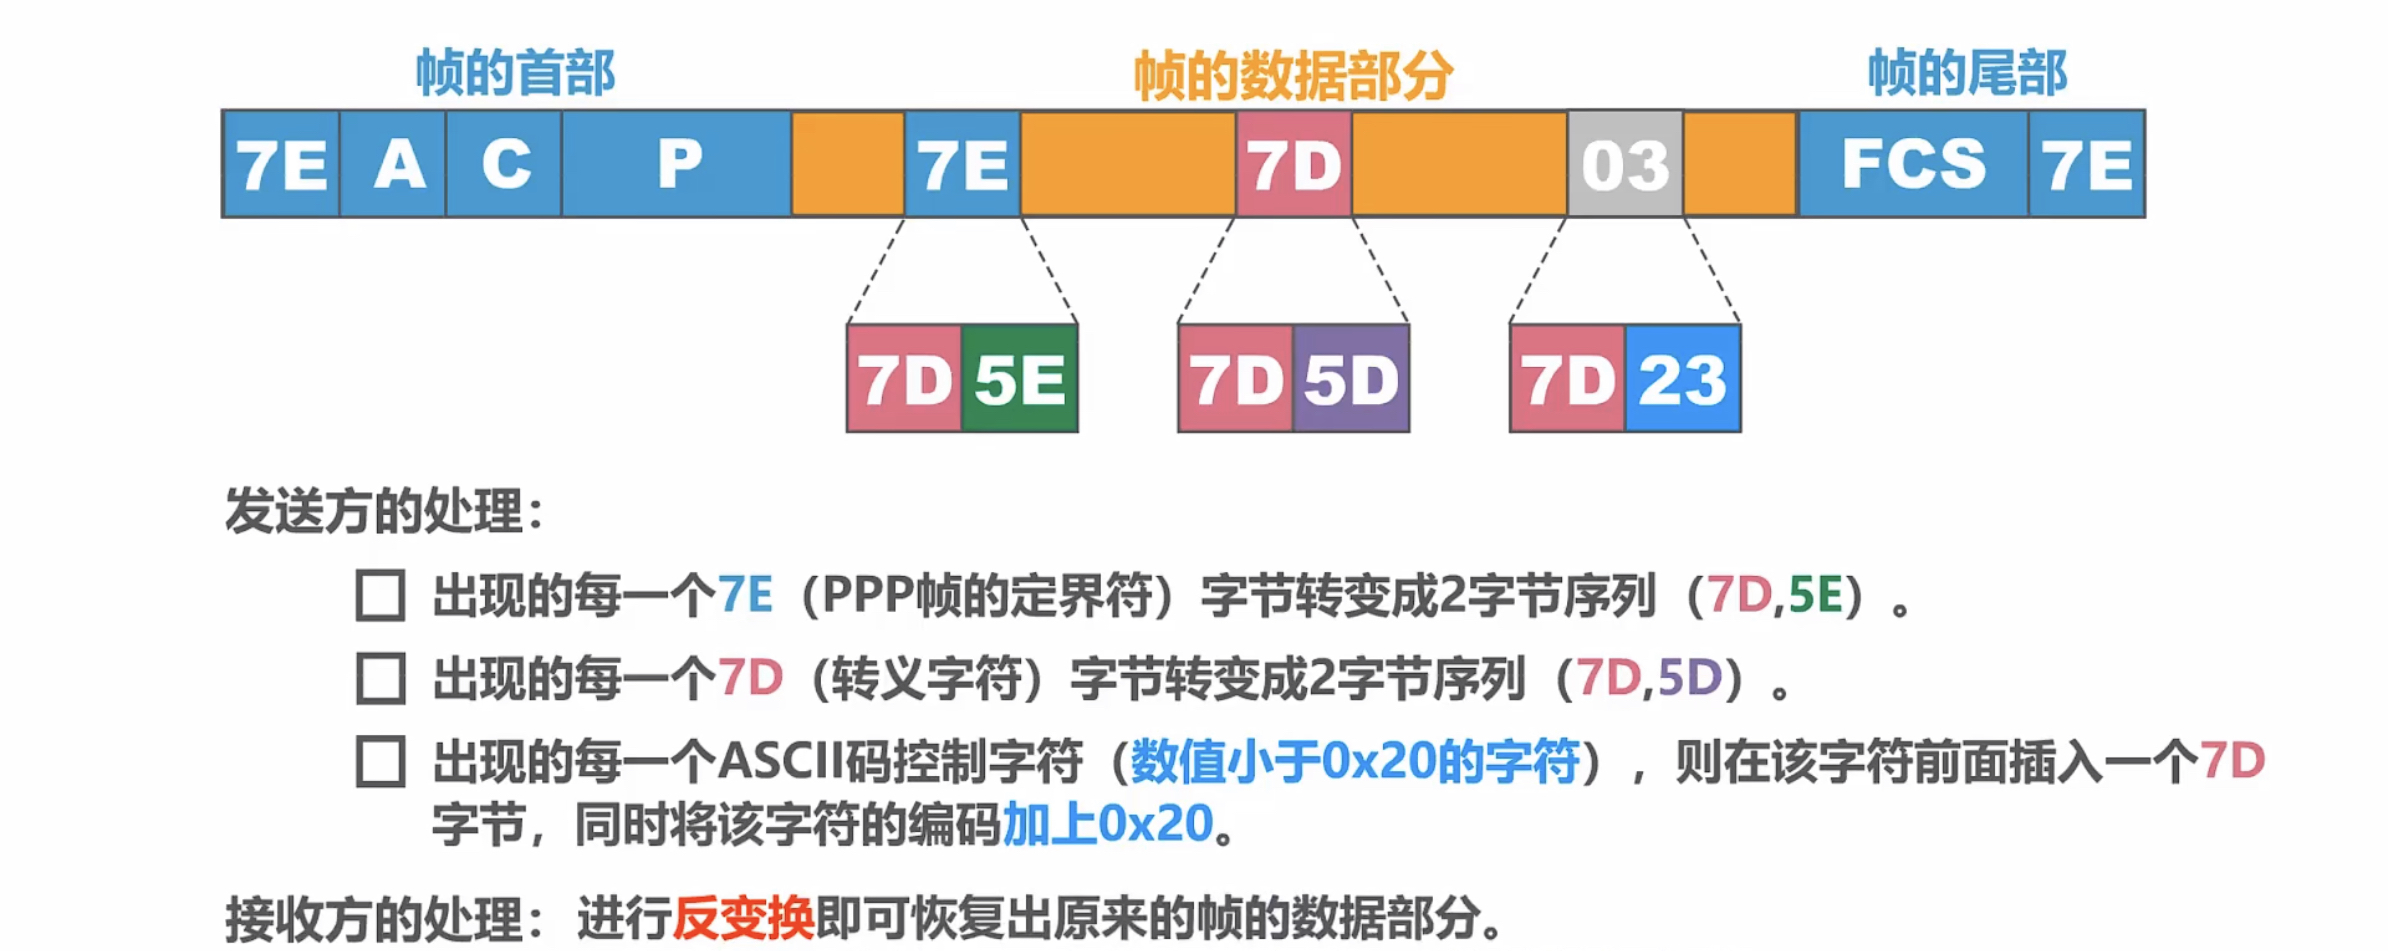 帧的首部 帧的数据部分 帧的尾部
7E A C P 7E 7D 03 FCS 7E
7D 5E 7D 5D 7D 23
发送方的处理：
出现的每一个7E（PPP帧的定界符）字节转变成2字节序列（7D,5E）。
出现的每一个7D（转义字符）字节转变成2字节序列（7D,5D）。
出现的每一个ASCII码控制字符（数值小于0x20的字符），则在该字符前面插入一个7D
字节，同时将该字符的编码加上0x20。
接收方的处理：进行反变换即可恢复出原来的帧的数据部分。